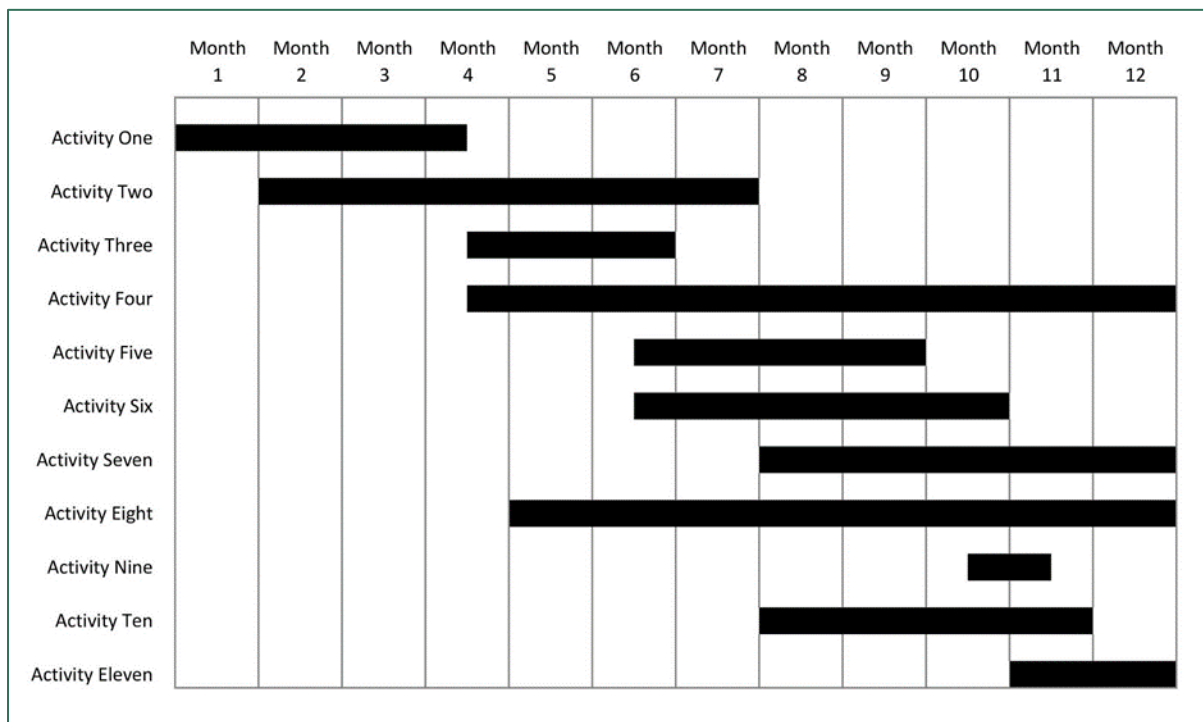 Month Month Month Month Month Month Month Month Month Month Month Month
1 2 3 4 5 6 7 8 9 10 11 12
Activity One
Activity Two
Activity Three
Activity Four
Activity Five
Activity Six
Activity Seven
Activity Eight
Activity Nine
Activity Ten
Activity Eleven